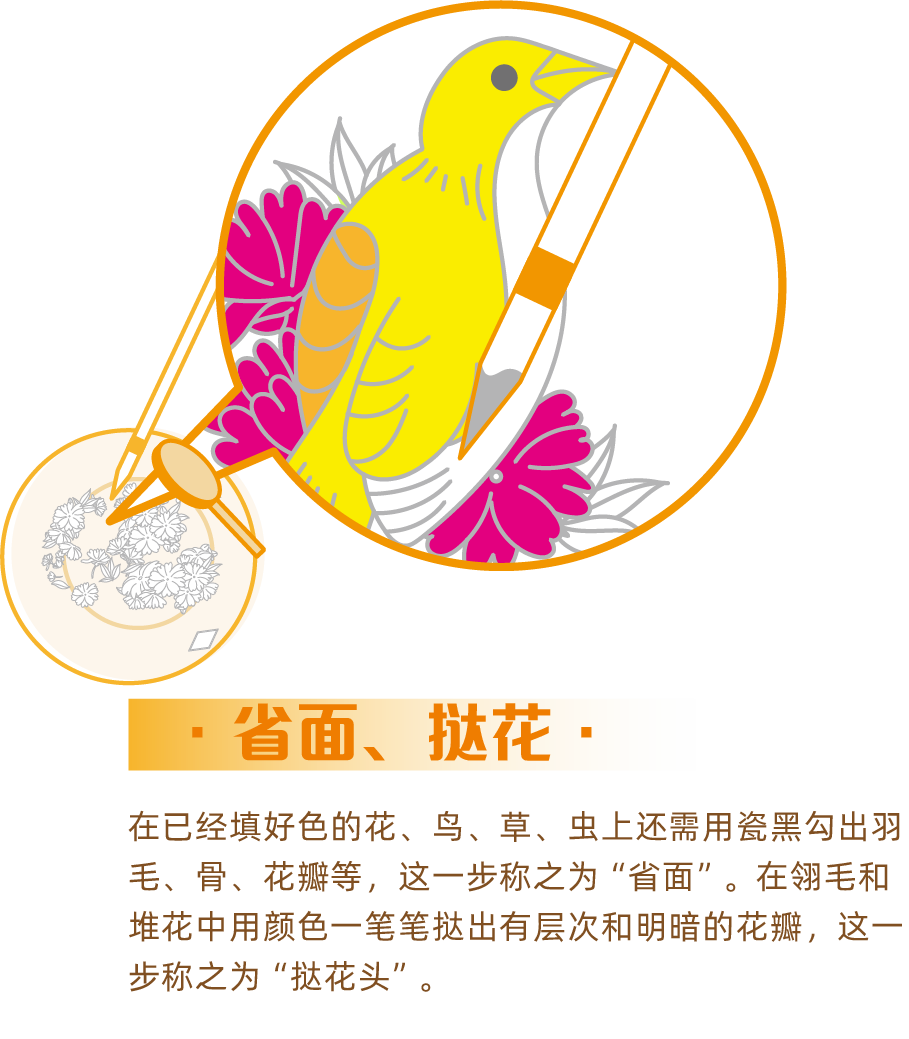 ·省面、挞花·
在已经填好色的花、鸟、草、虫上还需用瓷黑勾出羽
毛、骨、花瓣等，这一步称之为“省面”。在翎毛和
堆花中用颜色一笔笔挞出有层次和明暗的花瓣，这一
步称之为“挞花头”。